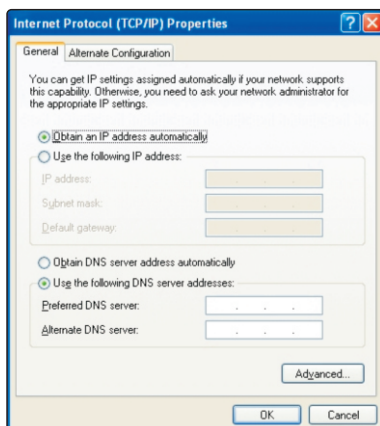 Internet Protocol (TCP/IP) Properties
General
Alternate Configuration
You can get IP settings assigned automatically if your network supports
this capability. Otherwise, you need to ask your network administrator for
the appropriate IP settings.
Obtain an IP address automatically
Use the following IP address:
IP address:
Subnet mask:
Default gateway:
Obtain DNS server address automatically
Use the following DNS server addresses:
Preferred DNS server:
Alternate DNS server:
Advanced...
OK
Cancel